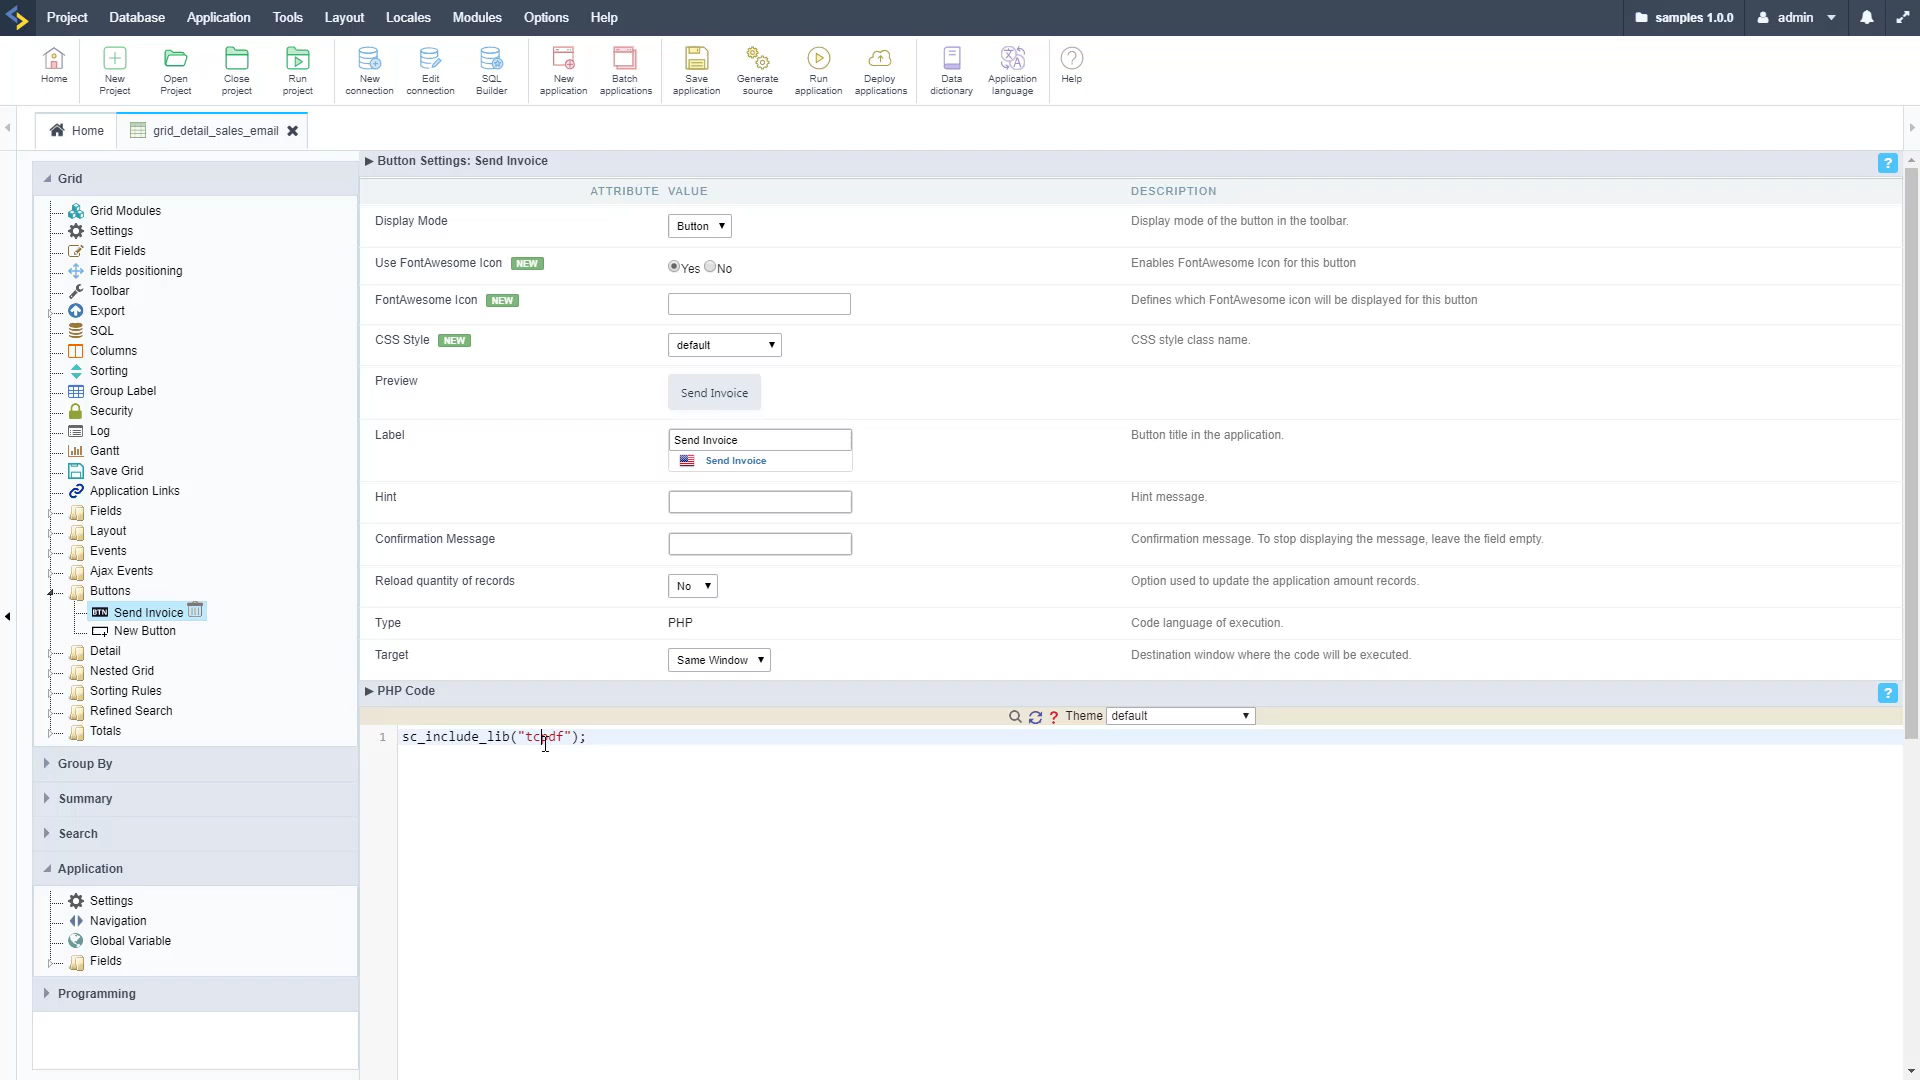 Project Database Application Tools Layout Locales Modules Options Help samples 1.0.0 admin
Home
New Project
Open Project
Close project
Run project
New connection
Edit connection
SQL Builder
New application
Batch applications
Save application
Generate source
Run application
Deploy applications
Data dictionary
Application language
Help
Home grid_detail_sales_email
Grid
Grid Modules
Settings
Edit Fields
Fields positioning
Toolbar
Export
SQL
Columns
Sorting
Group Label
Security
Log
Gantt
Save Grid
Application Links
Fields
Layout
Events
Ajax Events
Buttons
BTN Send Invoice
New Button
Detail
Nested Grid
Sorting Rules
Refined Search
Totals
Group By
Summary
Search
Application
Settings
Navigation
Global Variable
Fields
Programming
Button Settings: Send Invoice ?
ATTRIBUTE VALUE DESCRIPTION
Display Mode Button Display mode of the button in the toolbar.
Use FontAwesome Icon NEW Yes No Enables FontAwesome Icon for this button
FontAwesome Icon NEW Defines which FontAwesome icon will be displayed for this button
CSS Style NEW default CSS style class name.
Preview Send Invoice
Label Send Invoice Button title in the application.
Send Invoice
Hint Hint message.
Confirmation Message Confirmation message. To stop displaying the message, leave the field empty.
Reload quantity of records No Option used to update the application amount records.
Type PHP Code language of execution.
Target Same Window Destination window where the code will be executed.
PHP Code ?
? Theme default
1 sc_include_lib("tcpdf");